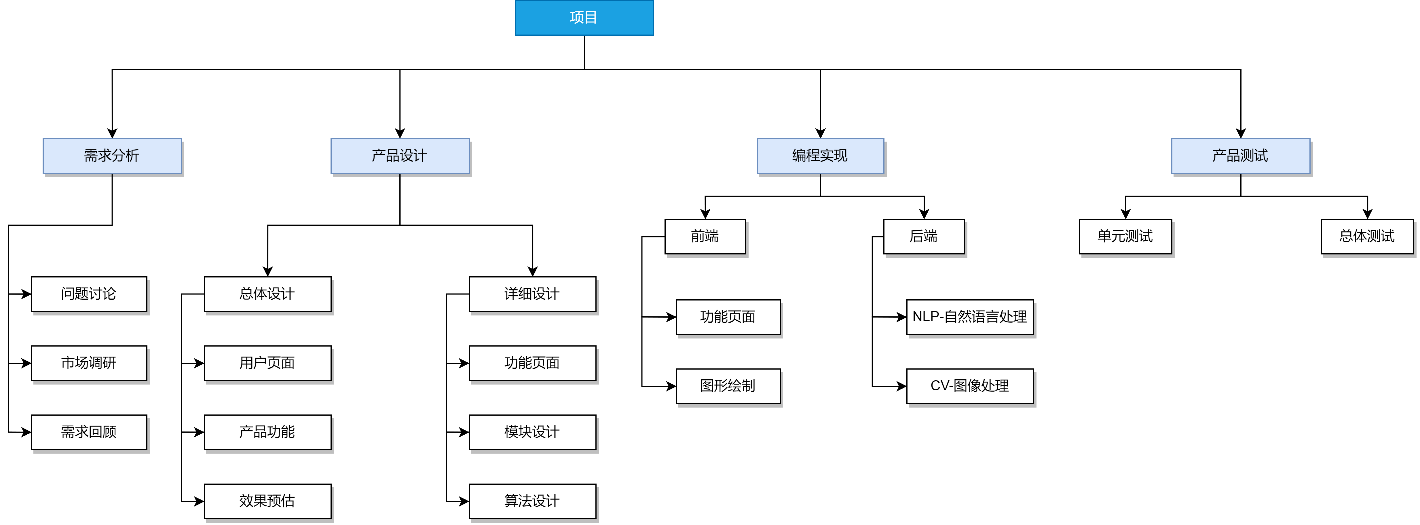 项目
需求分析
产品设计
编程实现
产品测试
问题讨论
市场调研
需求回顾
总体设计
用户页面
产品功能
效果预估
详细设计
功能页面
模块设计
算法设计
前端
功能页面
图形绘制
后端
NLP-自然语言处理
CV-图像处理
单元测试
总体测试